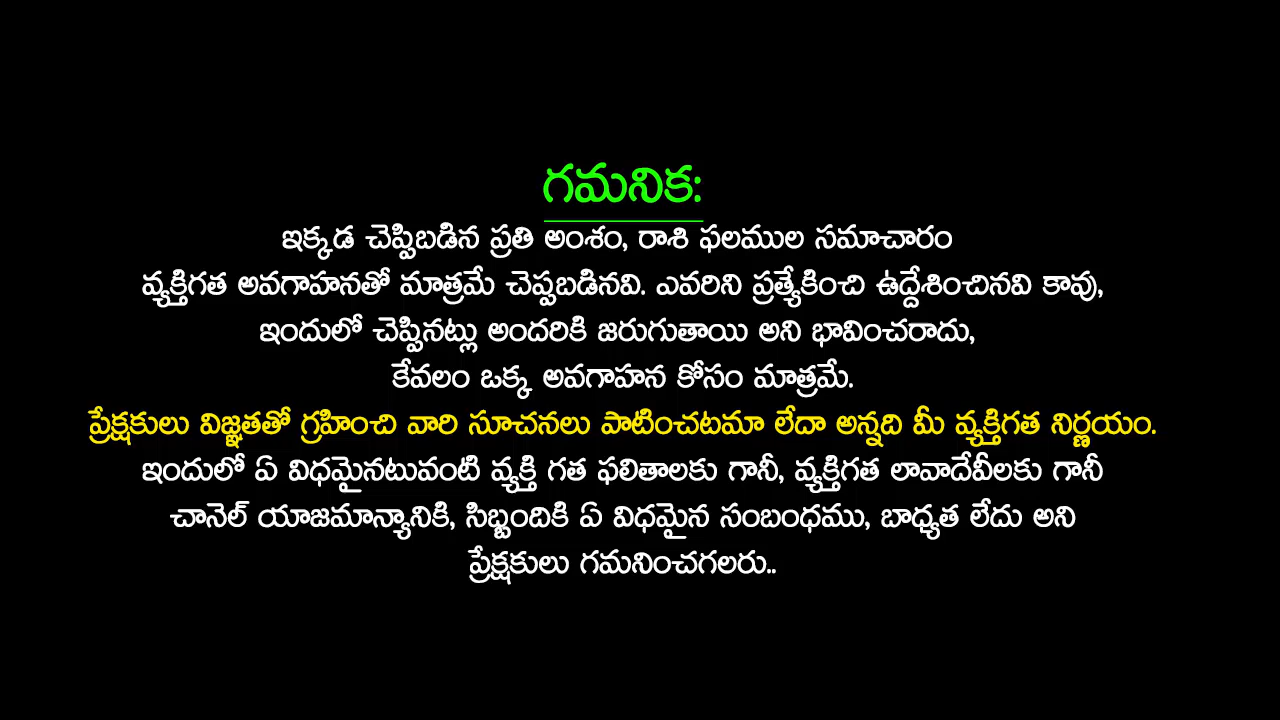 గమనిక:
ఇక్కడ చెప్పిబడిన ప్రతి అంశం, రాశి ఫలముల సమాచారం
వ్యక్తిగత అవగాహనతో మాత్రమే చెప్పబడినవి. ఎవరిని ప్రత్యేకించి ఉద్దేశించినవి కావు,
ఇందులో చెప్పినట్లు అందరికి జరుగుతాయి అని భావించరాదు,
కేవలం ఒక్క అవగాహన కోసం మాత్రమే.
ప్రేక్షకులు విజ్ఞతతో గ్రహించి వారి సూచనలు పాటించటమా లేదా అన్నది మీ వ్యక్తిగత నిర్ణయం.
ఇందులో ఏ విధమైనటువంటి వ్యక్తి గత ఫలితాలకు గానీ, వ్యక్తిగత లావాదేవీలకు గానీ
చానెల్ యాజమాన్యానికి, సిబ్బందికి ఏ విధమైన సంబంధము, బాధ్యత లేదు అని
ప్రేక్షకులు గమనించగలరు..